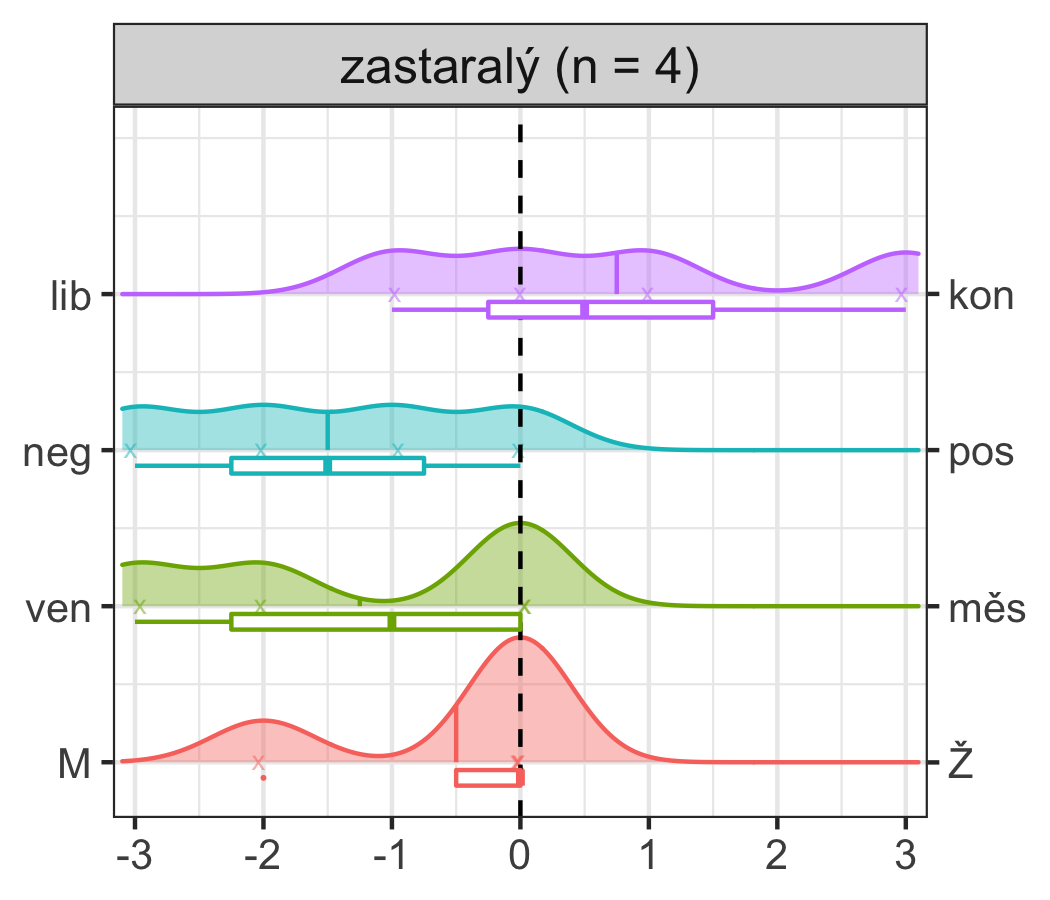 zastaralý (n = 4)
lib kon
neg pos
ven měs
M Ž
-3 -2 -1 0 1 2 3